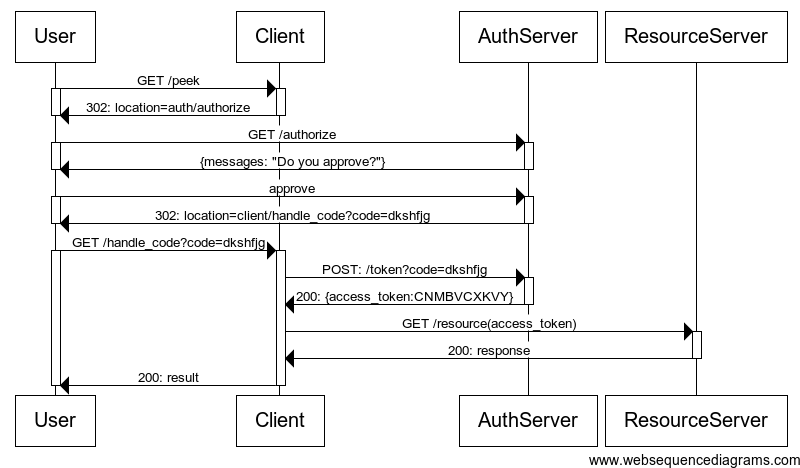 User Client AuthServer ResourceServer
GET /peek
302: location=auth/authorize
GET /authorize
{messages: "Do you approve?"}
approve
302: location=client/handle_code?code=dkshfjg
GET /handle_code?code=dkshfjg
POST: /token?code=dkshfjg
200: {access_token:CNMBVCXKVY}
GET /resource(access_token)
200: response
200: result
User Client AuthServer ResourceServer
www.websequencediagrams.com